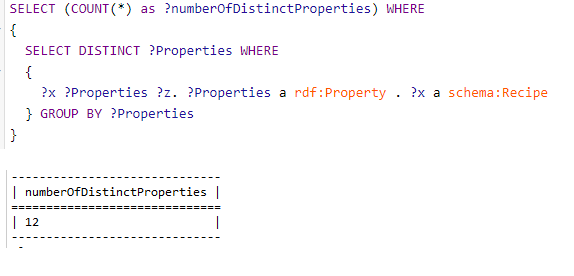 SELECT (COUNT(*) as ?numberOfDistinctProperties) WHERE
{
SELECT DISTINCT ?Properties WHERE
{
?x ?Properties ?z. ?Properties a rdf:Property . ?x a schema:Recipe
} GROUP BY ?Properties
}
------------------------------
| numberOfDistinctProperties |
==============================
| 12 |
------------------------------